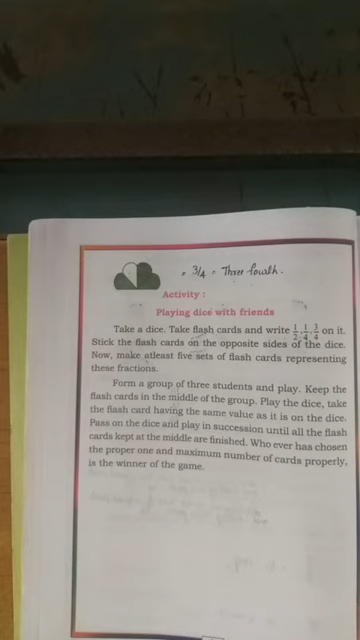 = 3/4 = Three fourth.
Activity :
Playing dice with friends
Take a dice. Take flash cards and write 1/2, 1/4, 3/4 on it.
Stick the flash cards on the opposite sides of the dice.
Now, make atleast five sets of flash cards representing
these fractions.
Form a group of three students and play. Keep the
flash cards in the middle of the group. Play the dice, take
the flash card having the same value as it is on the dice.
Pass on the dice and play in succession until all the flash
cards kept at the middle are finished. Who ever has chosen
the proper one and maximum number of cards properly,
is the winner of the game.